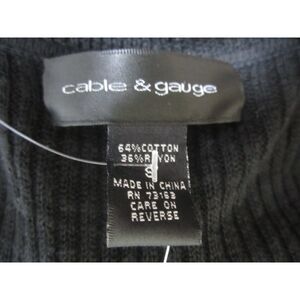 cable & gauge
64%COTTON
36%RAYON
S
MADE IN CHINA
RN 73163
CARE ON
REVERSE